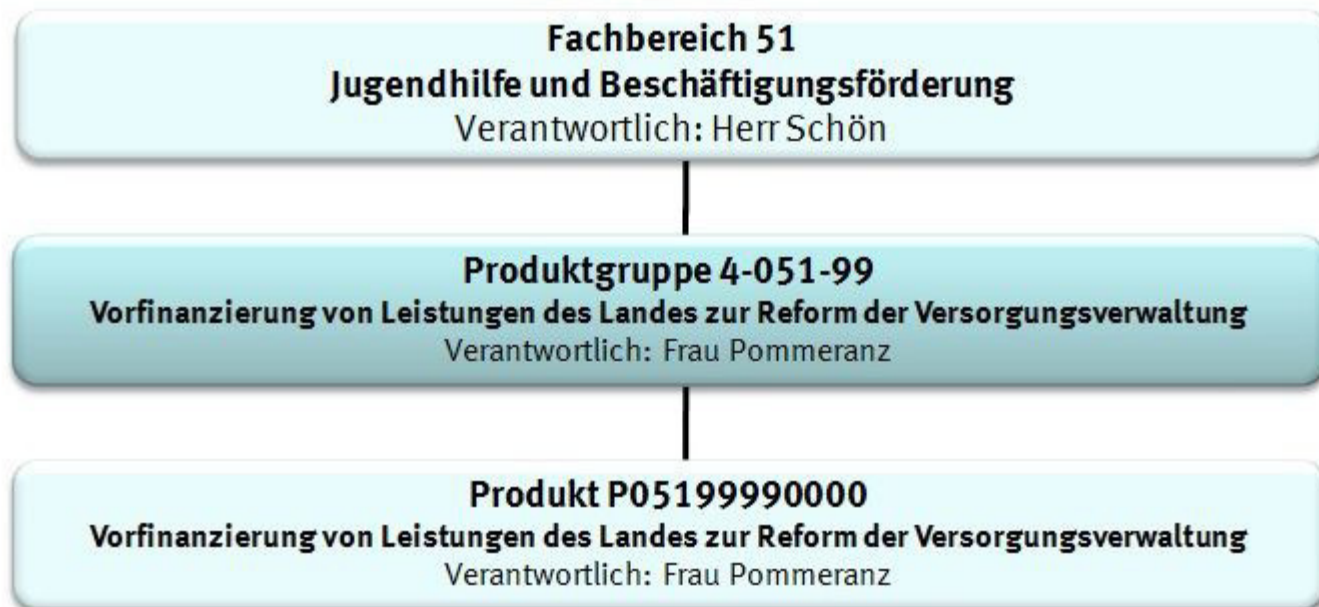 Fachbereich 51
Jugendhilfe und Beschäftigungsförderung
Verantwortlich: Herr Schön
Produktgruppe 4-051-99
Vorfinanzierung von Leistungen des Landes zur Reform der Versorgungsverwaltung
Verantwortlich: Frau Pommeranz
Produkt P05199990000
Vorfinanzierung von Leistungen des Landes zur Reform der Versorgungsverwaltung
Verantwortlich: Frau Pommeranz